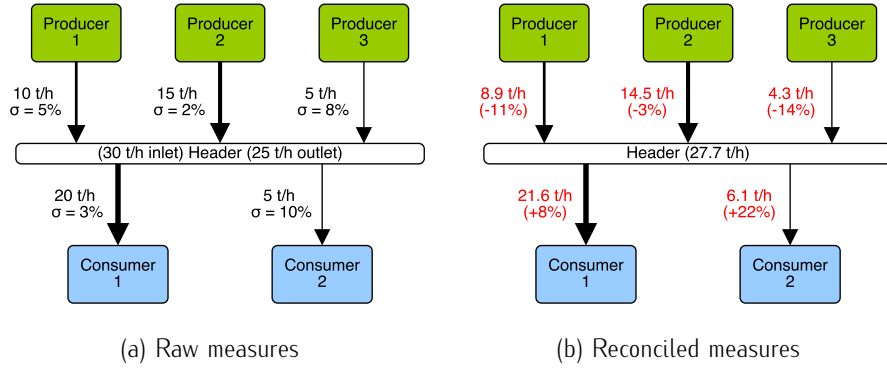 Producer
1
Producer
2
Producer
3
10 t/h
σ = 5%
15 t/h
σ = 2%
5 t/h
σ = 8%
(30 t/h inlet) Header (25 t/h outlet)
20 t/h
σ = 3%
5 t/h
σ = 10%
Consumer
1
Consumer
2
(a) Raw measures
Producer
1
Producer
2
Producer
3
8.9 t/h
(-11%)
14.5 t/h
(-3%)
4.3 t/h
(-14%)
Header (27.7 t/h)
21.6 t/h
(+8%)
6.1 t/h
(+22%)
Consumer
1
Consumer
2
(b) Reconciled measures